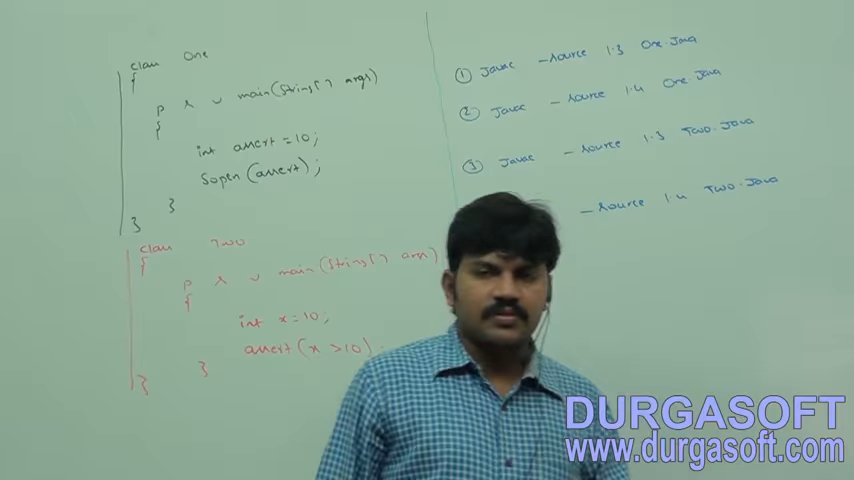 class One
{
p s v main(String[] args)
{
int assert = 10;
Sopln(assert);
}
}
class Two
{
p s v main(String[] args)
{
int x = 10;
assert(x > 10)
}
}
① Javac -source 1.3 One.Java
② Javac -source 1.4 One.Java
③ Javac -source 1.3 Two.Java
-source 1.4 Two.Java
DURGASOFT
www.durgasoft.com